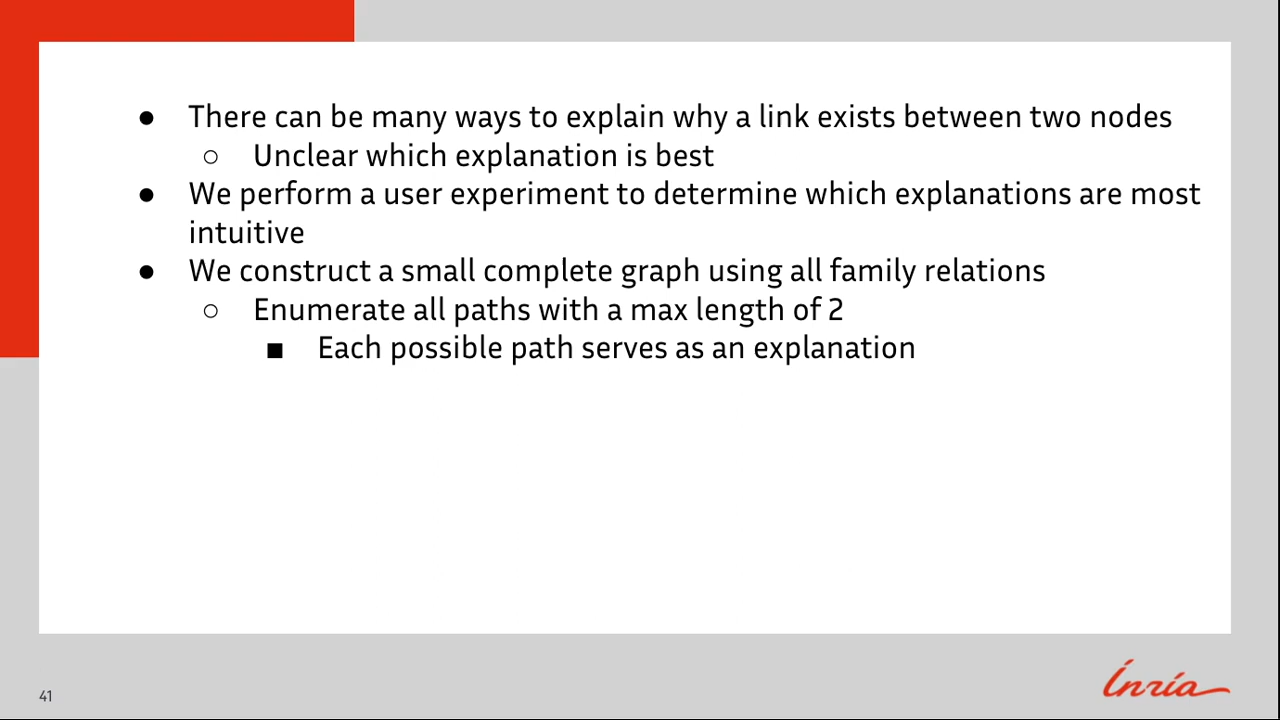 ● There can be many ways to explain why a link exists between two nodes
○ Unclear which explanation is best
● We perform a user experiment to determine which explanations are most
intuitive
● We construct a small complete graph using all family relations
○ Enumerate all paths with a max length of 2
■ Each possible path serves as an explanation
41
Inria